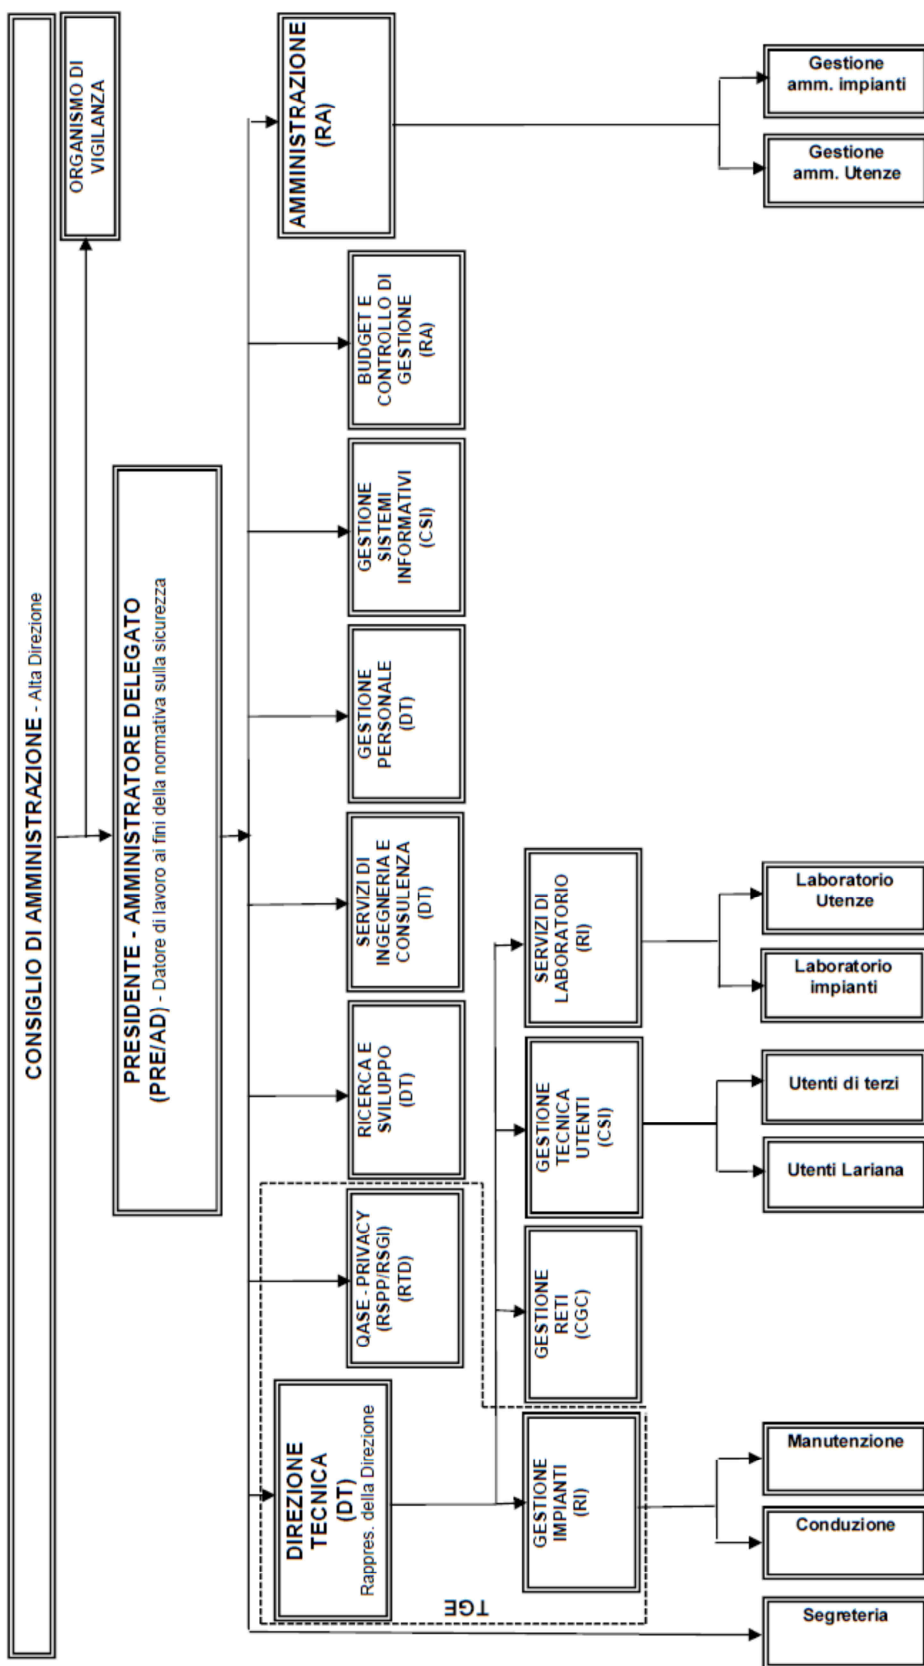 CONSIGLIO DI AMMINISTRAZIONE - Alta Direzione
ORGANISMO DI
VIGILANZA
PRESIDENTE - AMMINISTRATORE DELEGATO
(PRE/AD) - Datore di lavoro ai fini della normativa sulla sicurezza
DIREZIONE
TECNICA
(DT)
Rappres. della Direzione
QASE - PRIVACY
(RSPP/RSGI)
(RTD)
RICERCA E
SVILUPPO
(DT)
SERVIZI DI
INGEGNERIA E
CONSULENZA
(DT)
GESTIONE
PERSONALE
(DT)
GESTIONE
SISTEMI
INFORMATIVI
(CSI)
BUDGET E
CONTROLLO DI
GESTIONE
(RA)
AMMINISTRAZIONE
(RA)
TGE
GESTIONE
IMPIANTI
(RI)
GESTIONE
RETI
(CGC)
GESTIONE
TECNICA
UTENTI
(CSI)
SERVIZI DI
LABORATORIO
(RI)
Segreteria
Conduzione
Manutenzione
Utenti Lariana
Utenti di terzi
Laboratorio
impianti
Laboratorio
Utenze
Gestione
amm. Utenze
Gestione
amm. impianti